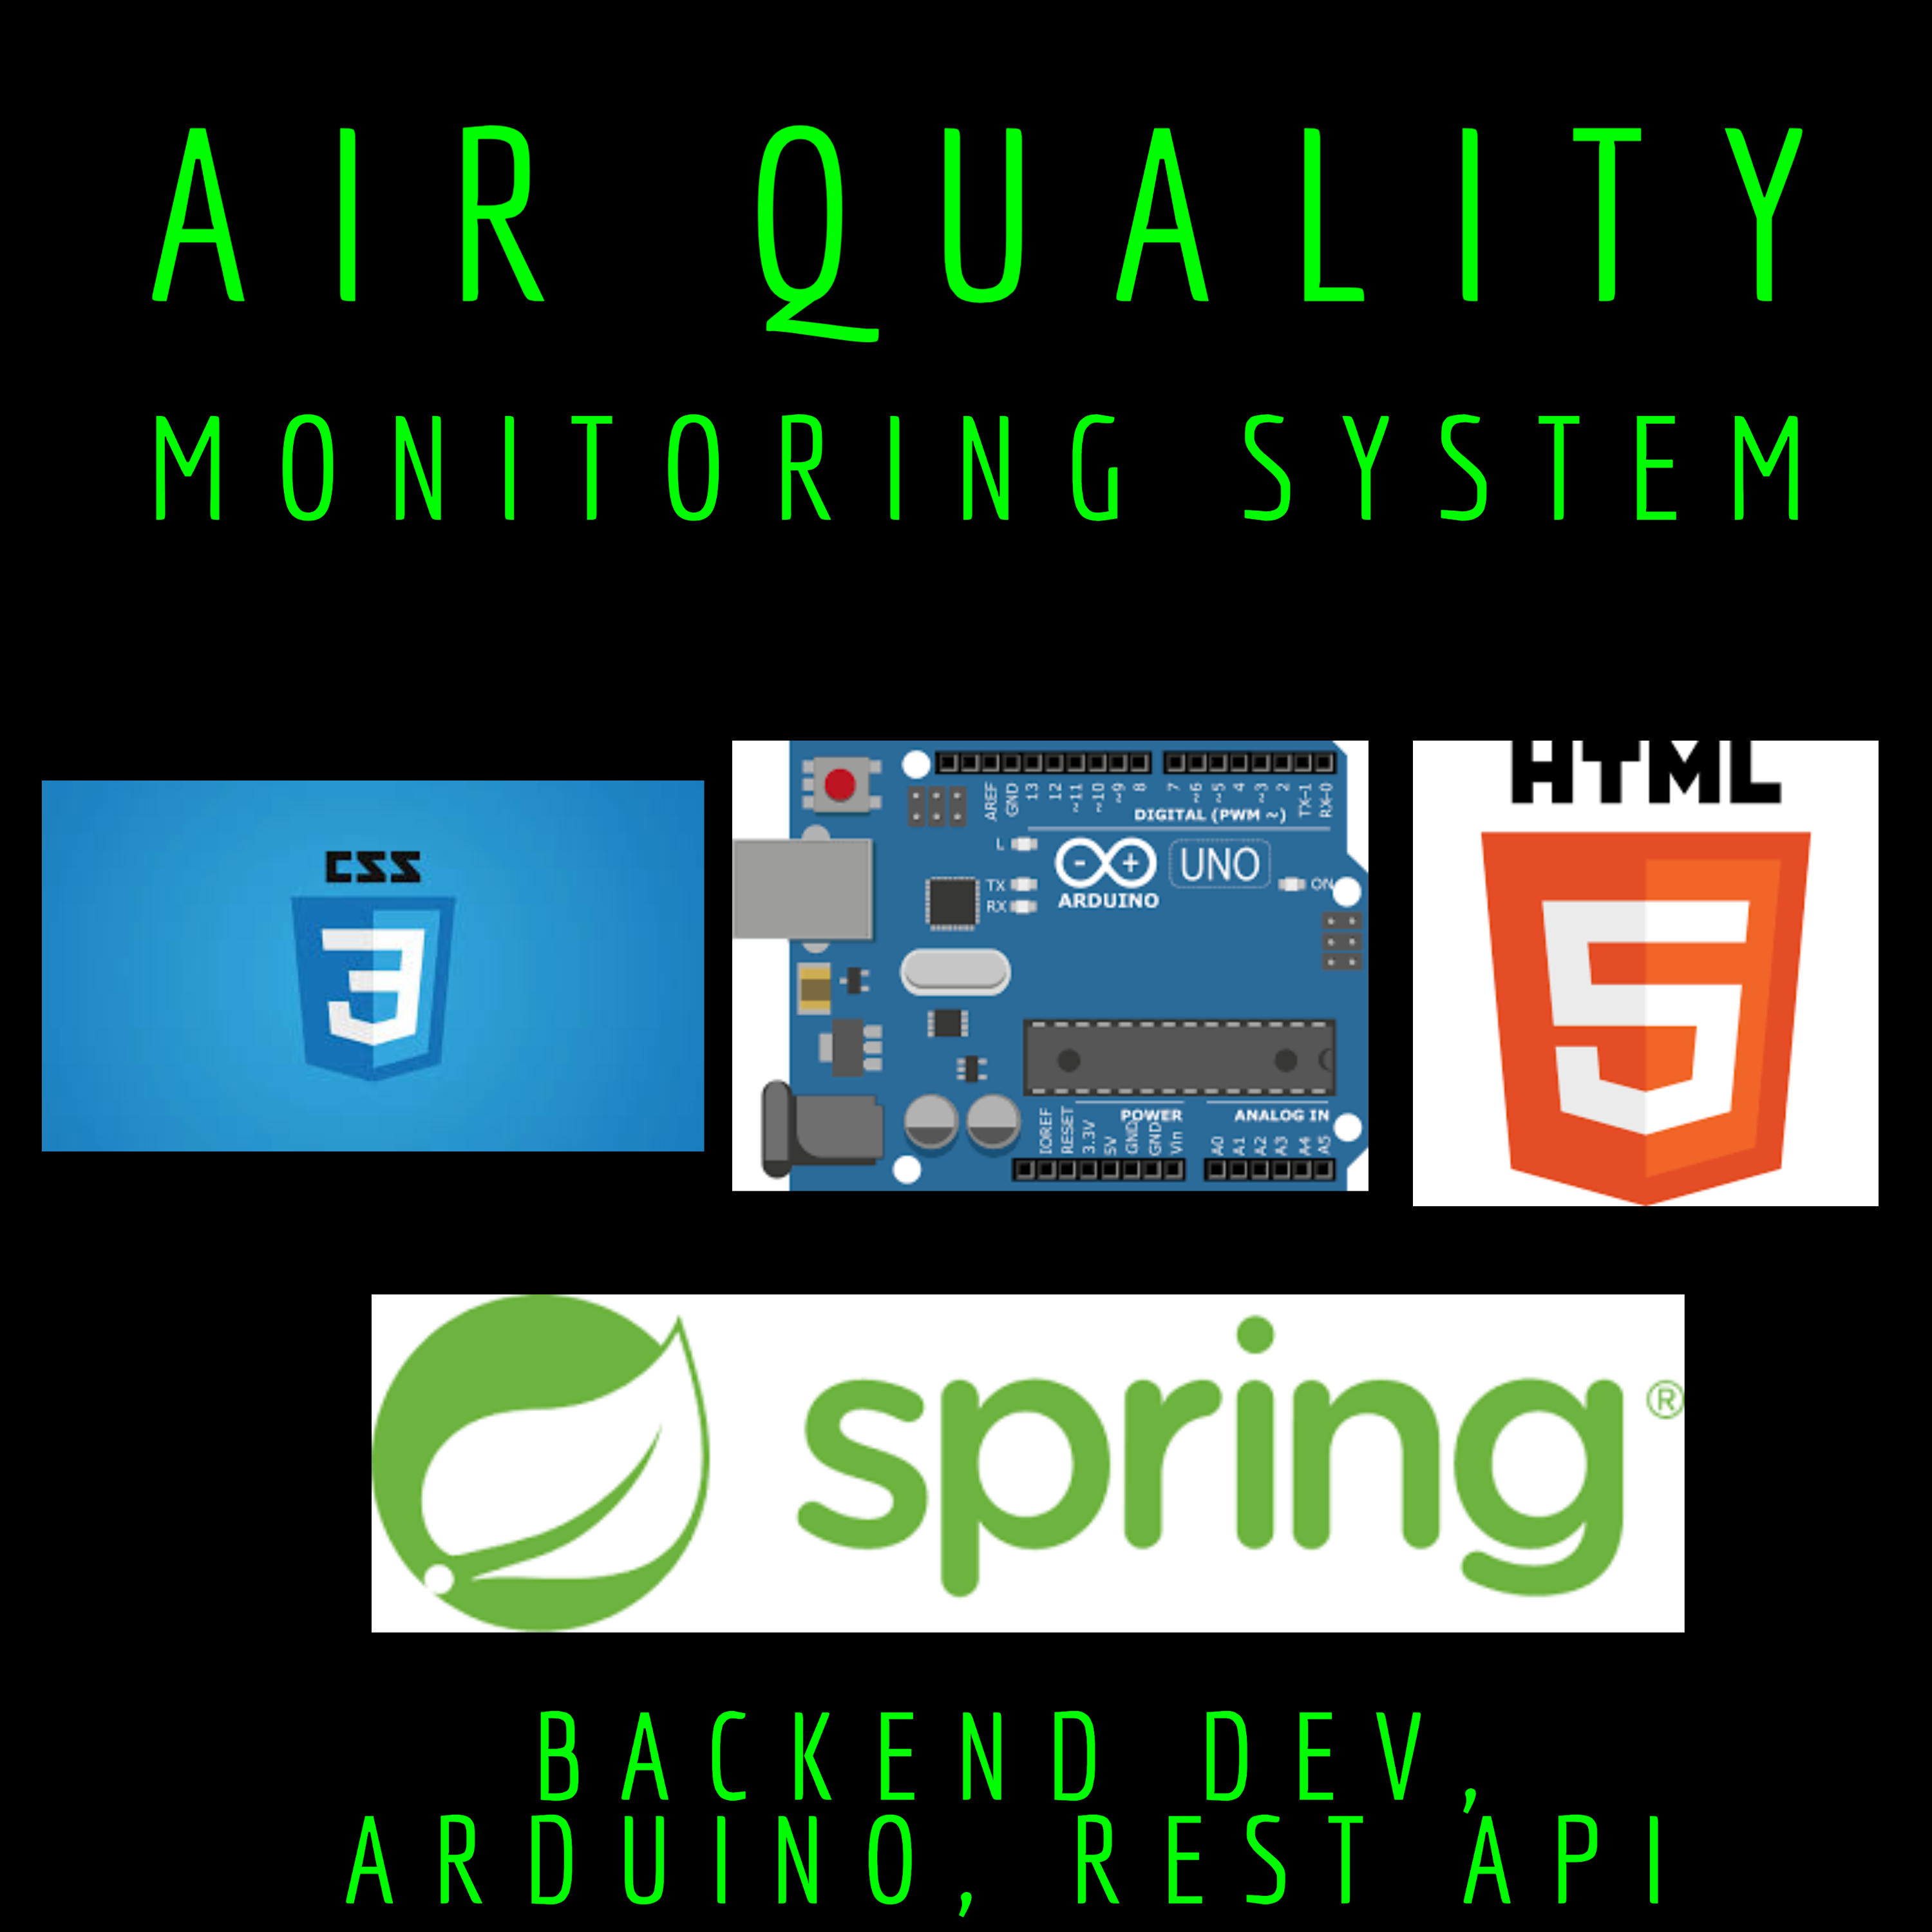 AIR QUALITY
MONITORING SYSTEM
CSS
3
AREF
GND
13
12
~11
~10
~9
8
7
~6
~5
4
~3
2
TX-1
RX-0
DIGITAL (PWM ~)
L
TX
RX
UNO
ARDUINO
ON
POWER
ANALOG IN
IOREF
RESET
3.3V
5V
GND
GND
Vin
A0
A1
A2
A3
A4
A5
HTML
5
spring®
BACKEND DEV,
ARDUINO, REST API